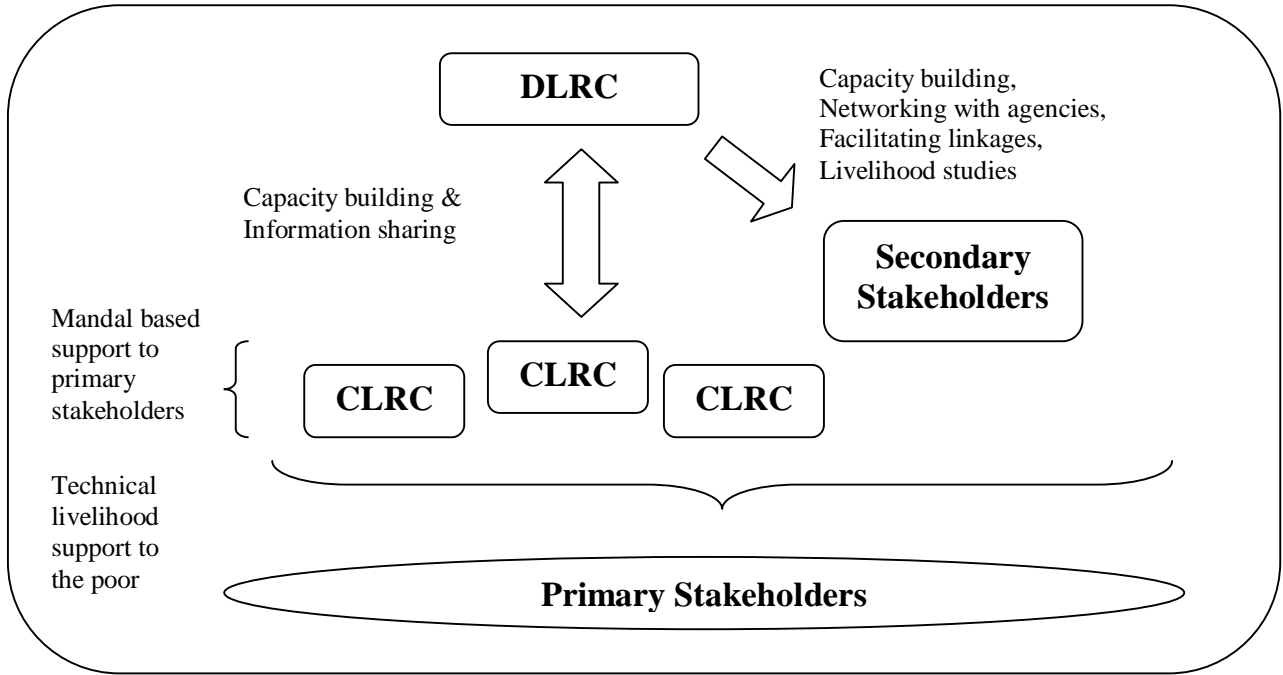 DLRC
Capacity building,
Networking with agencies,
Facilitating linkages,
Livelihood studies
Capacity building &
Information sharing
Secondary
Stakeholders
Mandal based
support to
primary
stakeholders
CLRC
CLRC
CLRC
Technical
livelihood
support to
the poor
Primary Stakeholders